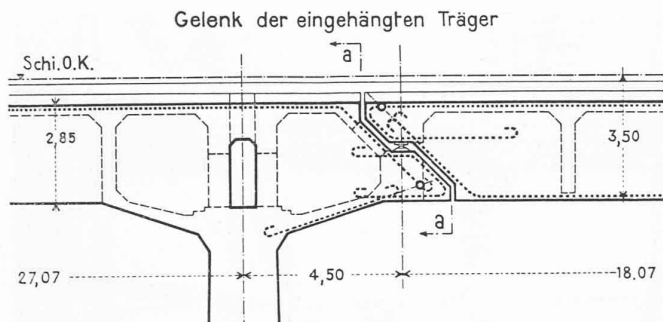 Gelenk der eingehängten Träger
a
Schi.O.K.
2,85
3,50
a
27,07
4,50
18,07